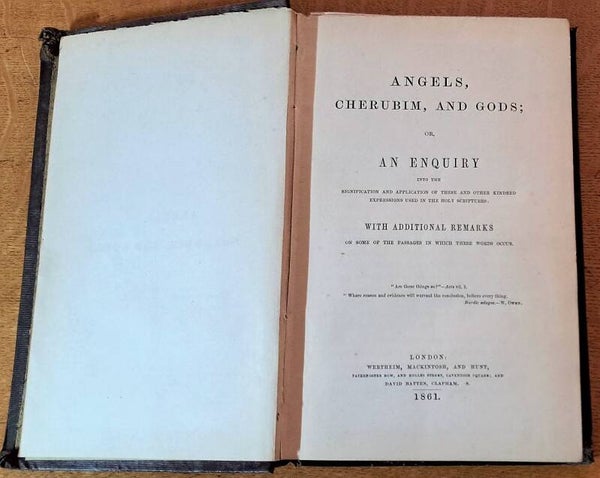 ANGELS,
CHERUBIM, AND GODS;
OR,
AN ENQUIRY
INTO THE
SIGNIFICATION AND APPLICATION OF THESE AND OTHER KINDRED
EXPRESSIONS USED IN THE HOLY SCRIPTURES:
WITH ADDITIONAL REMARKS
ON SOME OF THE PASSAGES IN WHICH THESE WORDS OCCUR.
"Are these things so?"—Acts vii. 1.
"Where reason and evidence will warrant the conclusion, believe every thing.
Bardic adages.—W. OWEN.
LONDON:
WERTHEIM, MACKINTOSH, AND HUNT,
PATERNOSTER ROW, AND HOLLES STREET, CAVENDISH SQUARE; AND
DAVID BATTEN, CLAPHAM, S.
1861.